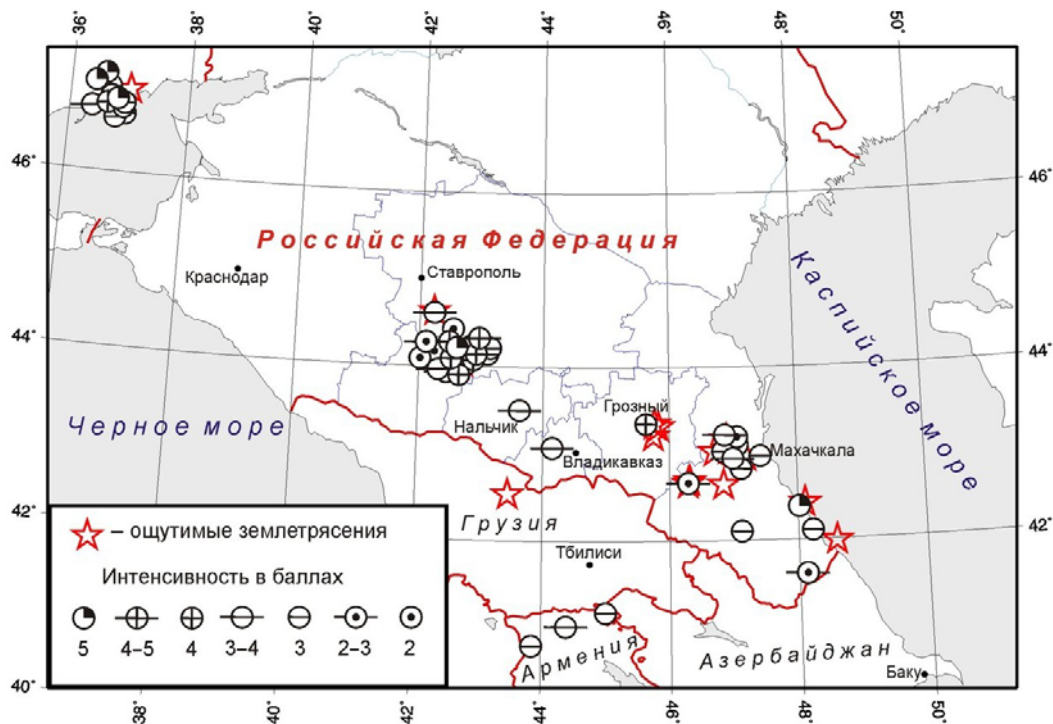 36° 38° 40° 42° 44° 46° 48° 50°
46° 46°
Российская Федерация
Каспийское море
Краснодар
Ставрополь
44° 44°
Черное море
Грозный
Нальчик
Махачкала
Владикавказ
42° 42°
Грузия
– ощутимые землетрясения
Тбилиси
Интенсивность в баллах
5 4–5 4 3–4 3 2–3 2
Армения
Азербайджан
Баку
40° 40°
38° 40° 42° 44° 46° 48° 50°